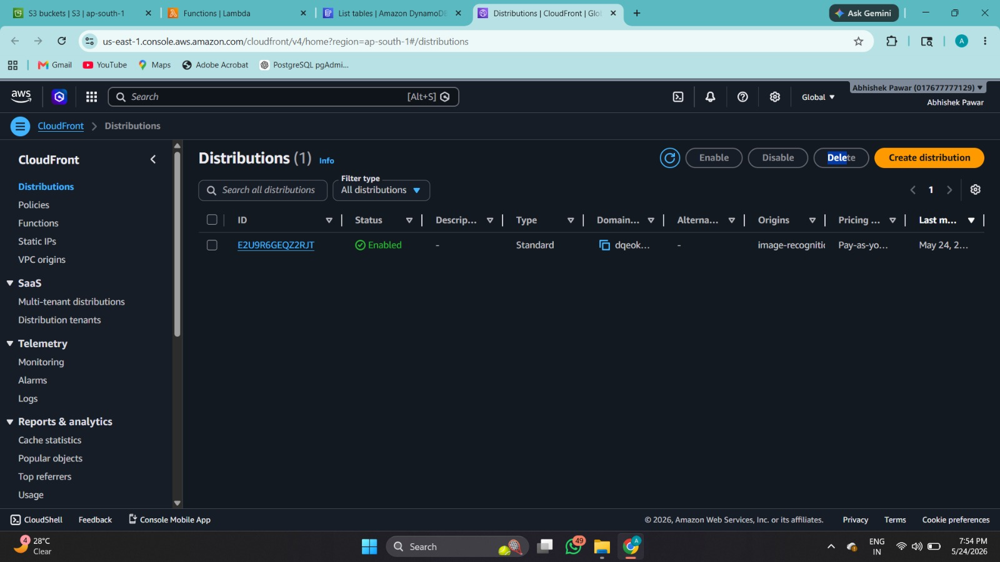 S3 buckets | S3 | ap-south-1
Functions | Lambda
List tables | Amazon DynamoDB
Distributions | CloudFront | Glo
Ask Gemini
us-east-1.console.aws.amazon.com/cloudfront/v4/home?region=ap-south-1#/distributions
A
Gmail
YouTube
Maps
Adobe Acrobat
PostgreSQL pgAdmi...
aws
Search
[Alt+S]
Global
Abhishek Pawar (017677777129)
Abhishek Pawar
CloudFront
Distributions
CloudFront
Distributions
Policies
Functions
Static IPs
VPC origins
SaaS
Multi-tenant distributions
Distribution tenants
Telemetry
Monitoring
Alarms
Logs
Reports & analytics
Cache statistics
Popular objects
Top referrers
Usage
Distributions (1)
Info
Enable
Disable
Delete
Create distribution
Search all distributions
Filter type
All distributions
1
ID
Status
Descrip...
Type
Domain...
Alterna...
Origins
Pricing ...
Last m...
E2U9R6GEQZ2RJT
Enabled
-
Standard
dqeok...
-
image-recognitic
Pay-as-yo...
May 24, 2...
CloudShell
Feedback
Console Mobile App
© 2026, Amazon Web Services, Inc. or its affiliates.
Privacy
Terms
Cookie preferences
4
28°C
Clear
Search
49
A
ENG
IN
7:54 PM
5/24/2026